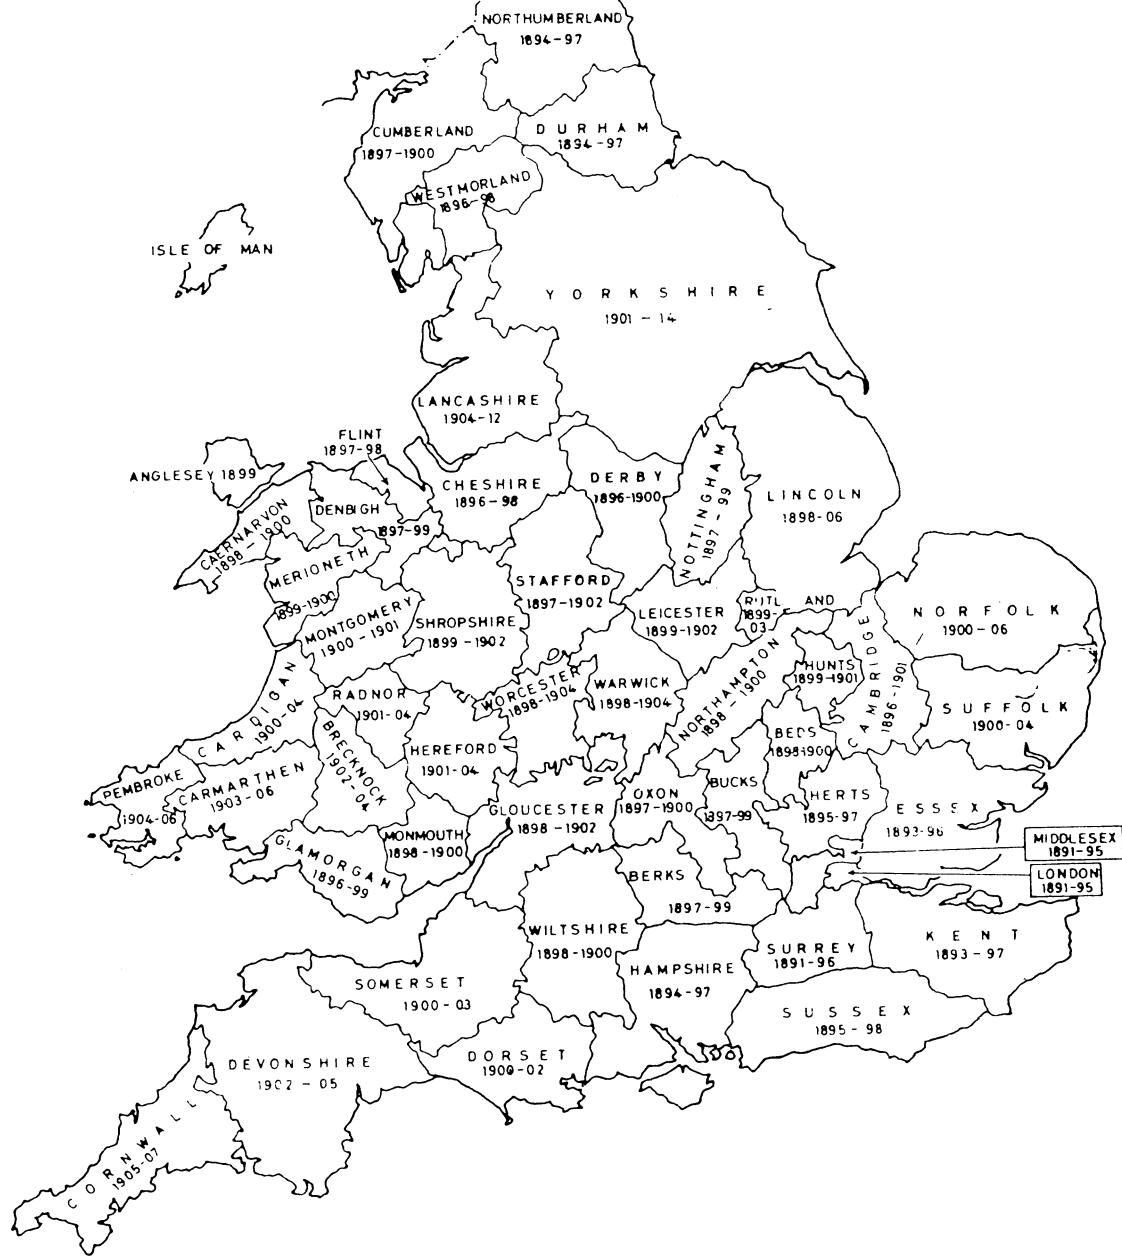 NORTHUMBERLAND
1894-97
CUMBERLAND
1897-1900
DURHAM
1894-97
WESTMORLAND
1896-98
ISLE OF MAN
YORKSHIRE
1901-14
LANCASHIRE
1904-12
FLINT
1897-98
ANGLESEY 1899
CHESHIRE
1896-98
DERBY
1896-1900
NOTTINGHAM
1897-99
LINCOLN
1898-06
CAERNARVON
1898-1900
DENBIGH
1897-99
MERIONETH
1899-1900
STAFFORD
1897-1902
LEICESTER
1899-1902
RUTL AND
1899-
03
NORFOLK
1900-06
MONTGOMERY
1900-1901
SHROPSHIRE
1899-1902
CAMBRIDGE
1896-1901
HUNTS
1899-1901
NORTHAMPTON
1898-1900
WARWICK
1898-1904
WORCESTER
1898-1904
RADNOR
1901-04
CARDIGAN
1900-04
SUFFOLK
1900-04
BEDS
1898-1900
HEREFORD
1901-04
BRECKNOCK
1902-04
PEMBROKE
1904-06
CARMARTHEN
1903-06
GLOUCESTER
1898-1902
OXON
1897-1900
BUCKS
1897-99
HERTS
1895-97
ESSEX
1893-96
MONMOUTH
1898-1900
GLAMORGAN
1896-99
MIDDLESEX
1891-95
LONDON
1891-95
BERKS
1897-99
WILTSHIRE
1898-1900
SURREY
1891-96
KENT
1893-97
HAMPSHIRE
1894-97
SOMERSET
1900-03
SUSSEX
1895-98
DEVONSHIRE
1902-05
DORSET
1900-02
CORNWALL
1905-07